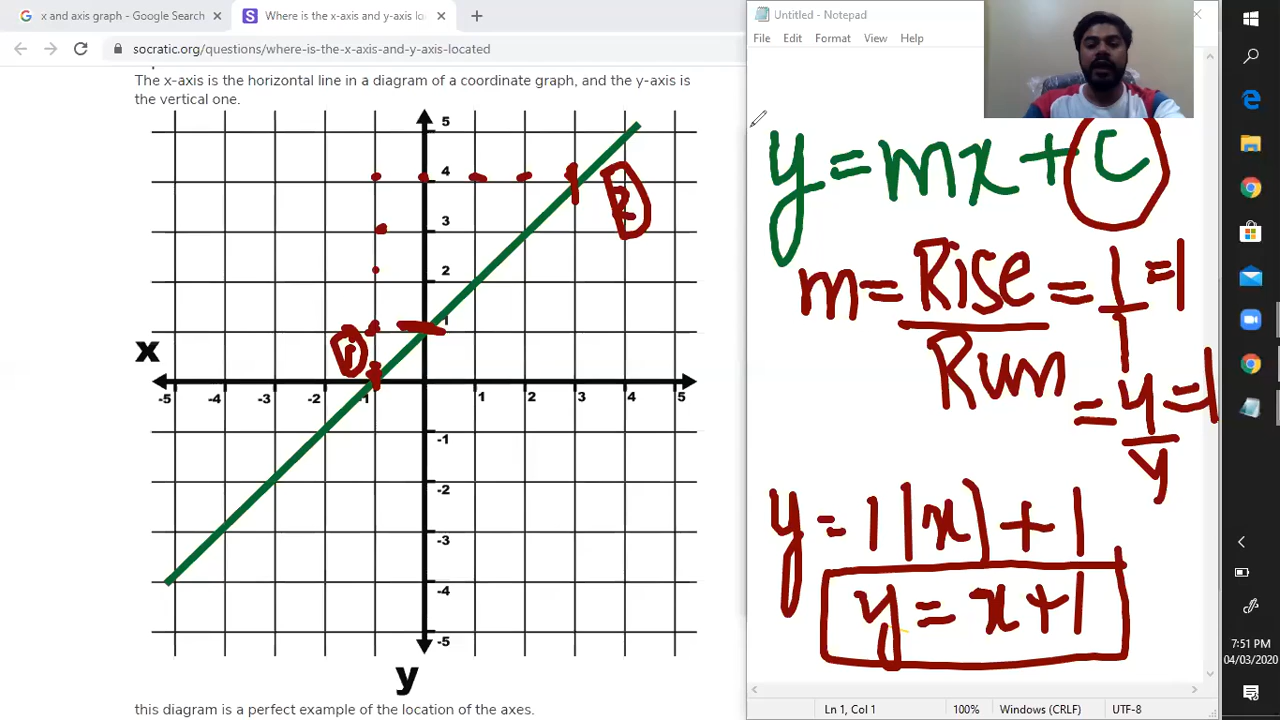 x and axis graph - Google Search
Where is the x-axis and y-axis lo
Untitled - Notepad
socratic.org/questions/where-is-the-x-axis-and-y-axis-located
File Edit Format View Help
The x-axis is the horizontal line in a diagram of a coordinate graph, and the y-axis is
the vertical one.
5
4
3
2
1
x
-5 -4 -3 -2 -1 1 2 3 4 5
-1
-2
-3
-4
-5
y
this diagram is a perfect example of the location of the axes.
y=mx+c
m=Rise/Run=1/1=1
=4/4=1
y=1(x)+1
y=x+1
Ln 1, Col 1 100% Windows (CRLF) UTF-8
7:51 PM
04/03/2020